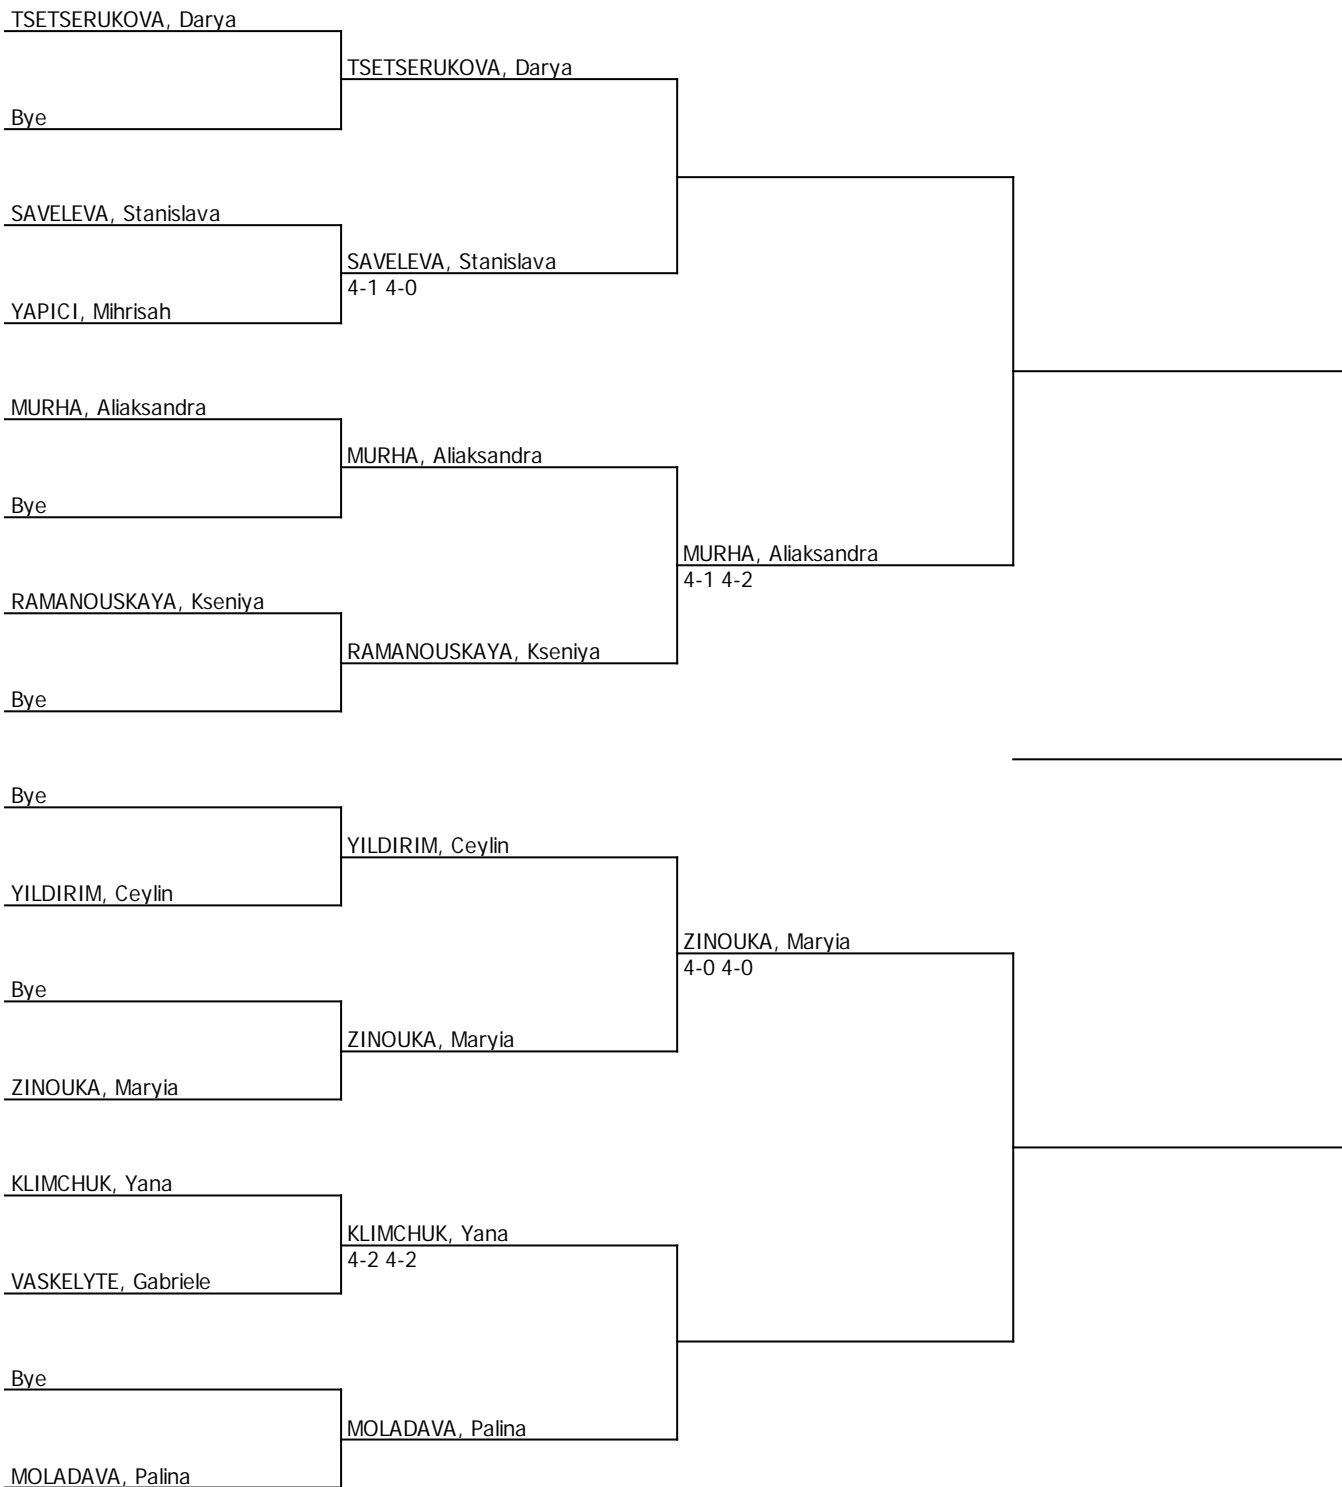 TSETSERUKOVA, Darya
TSETSERUKOVA, Darya
Bye
SAVELEVA, Stanislava
SAVELEVA, Stanislava
4-1 4-0
YAPICI, Mihrisah
MURHA, Aliaksandra
MURHA, Aliaksandra
Bye
MURHA, Aliaksandra
4-1 4-2
RAMANOUSKAYA, Kseniya
RAMANOUSKAYA, Kseniya
Bye
Bye
YILDIRIM, Ceylin
YILDIRIM, Ceylin
ZINOUKA, Maryia
4-0 4-0
Bye
ZINOUKA, Maryia
ZINOUKA, Maryia
KLIMCHUK, Yana
KLIMCHUK, Yana
4-2 4-2
VASKELYTE, Gabriele
Bye
MOLADAVA, Palina
MOLADAVA, Palina